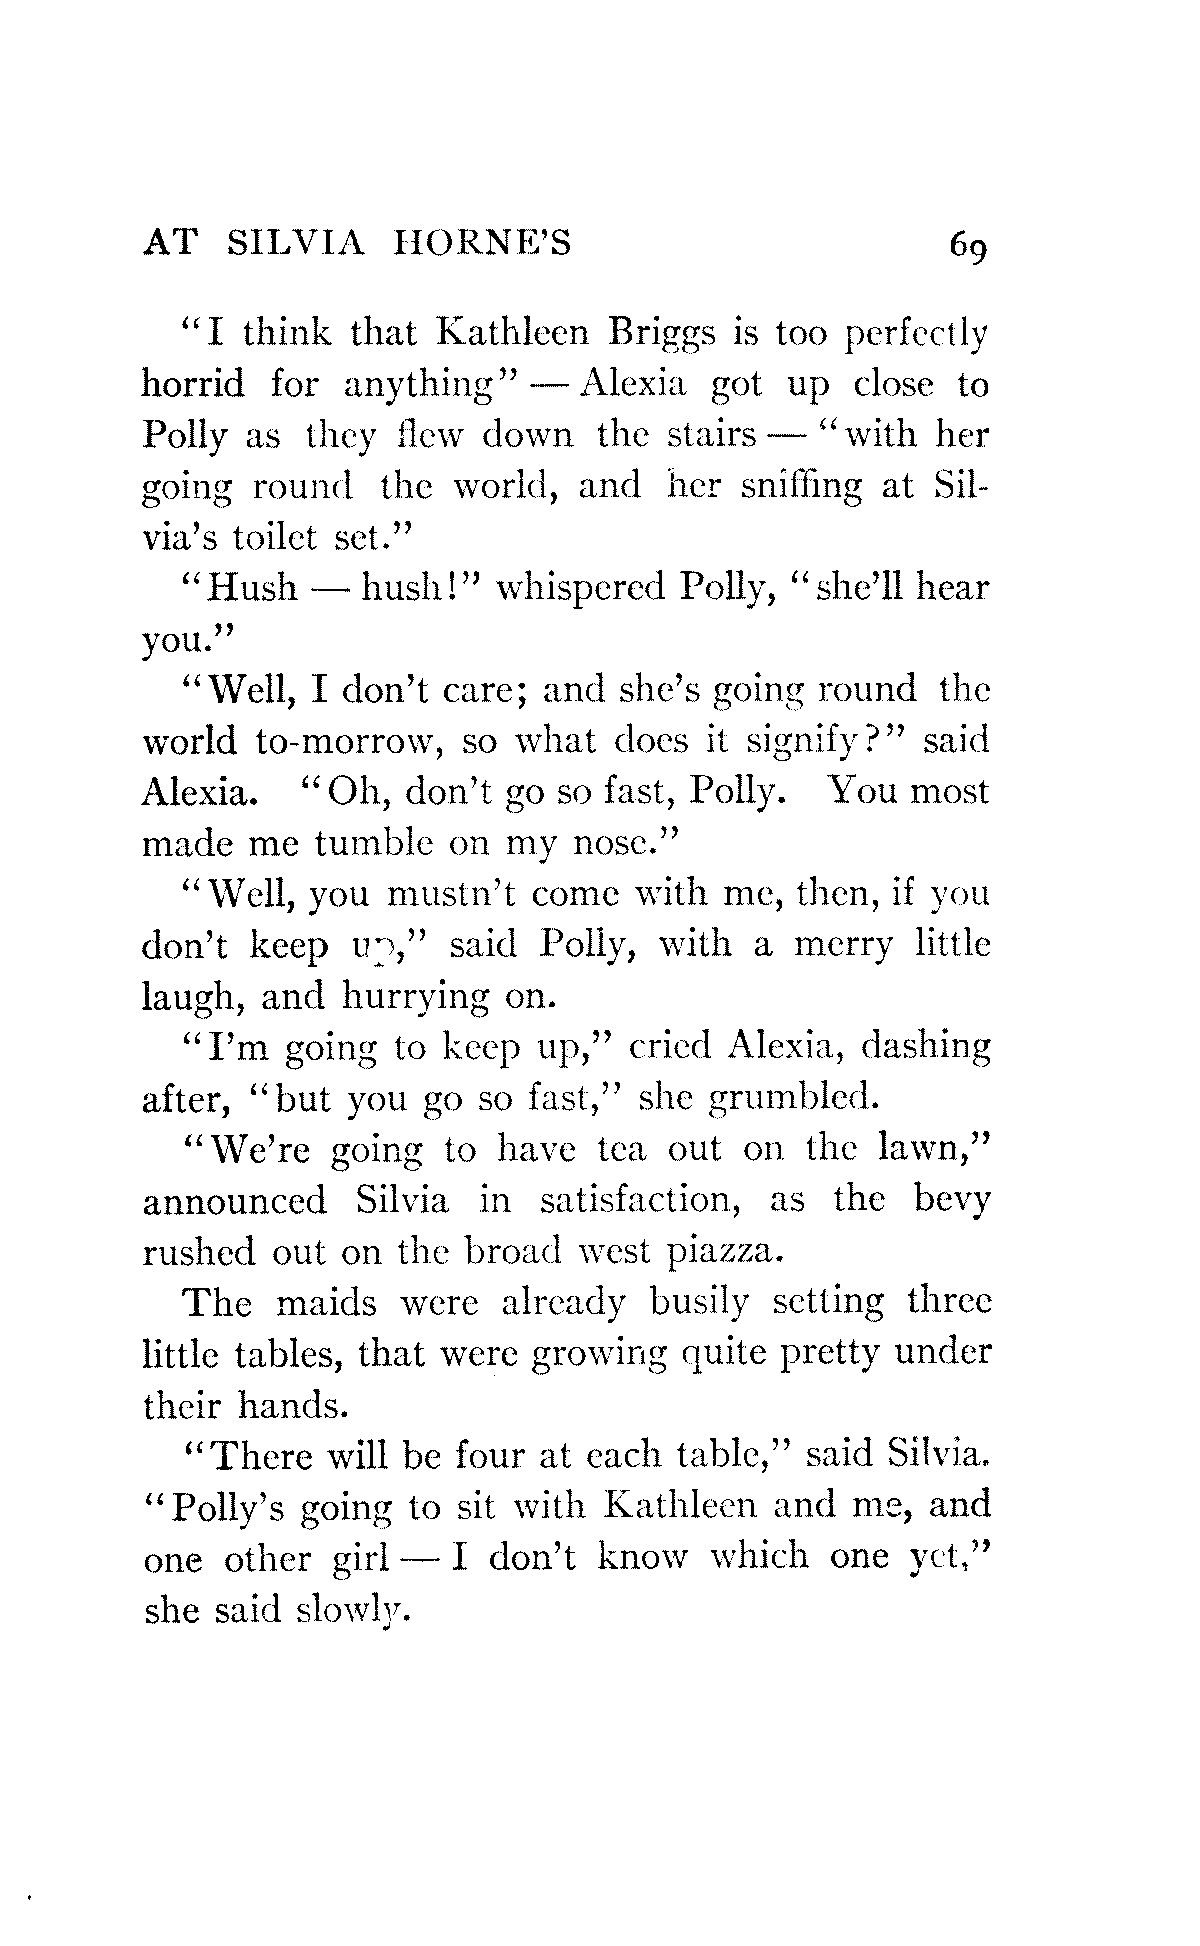 AT SILVIA HORNE'S 69
"I think that Kathleen Briggs is too perfectly
horrid for anything" — Alexia got up close to
Polly as they flew down the stairs — "with her
going round the world, and her sniffing at Sil-
via's toilet set."
"Hush — hush!" whispered Polly, "she'll hear
you."
"Well, I don't care; and she's going round the
world to-morrow, so what does it signify?" said
Alexia. "Oh, don't go so fast, Polly. You most
made me tumble on my nose."
"Well, you mustn't come with me, then, if you
don't keep up," said Polly, with a merry little
laugh, and hurrying on.
"I'm going to keep up," cried Alexia, dashing
after, "but you go so fast," she grumbled.
"We're going to have tea out on the lawn,"
announced Silvia in satisfaction, as the bevy
rushed out on the broad west piazza.
The maids were already busily setting three
little tables, that were growing quite pretty under
their hands.
"There will be four at each table," said Silvia.
"Polly's going to sit with Kathleen and me, and
one other girl — I don't know which one yet,"
she said slowly.